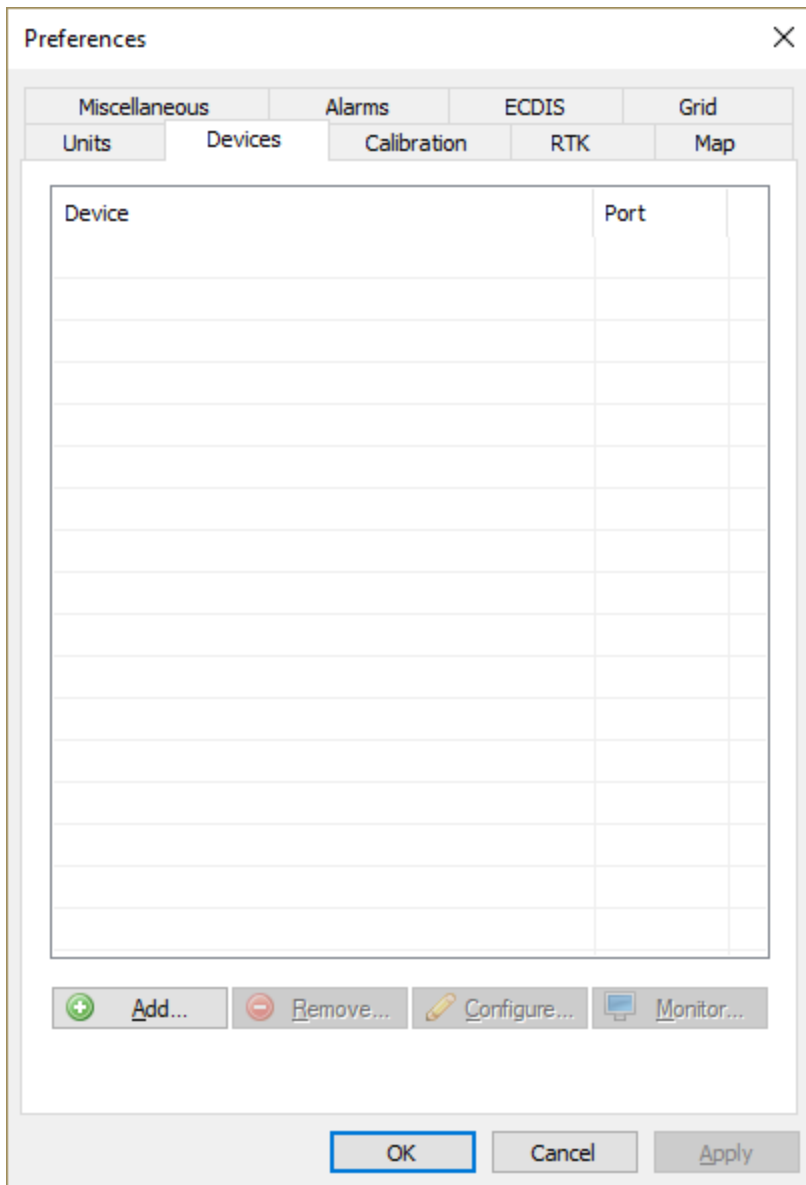 Preferences
Miscellaneous Alarms ECDIS Grid
Units Devices Calibration RTK Map
Device Port
Add... Remove... Configure... Monitor...
OK Cancel Apply